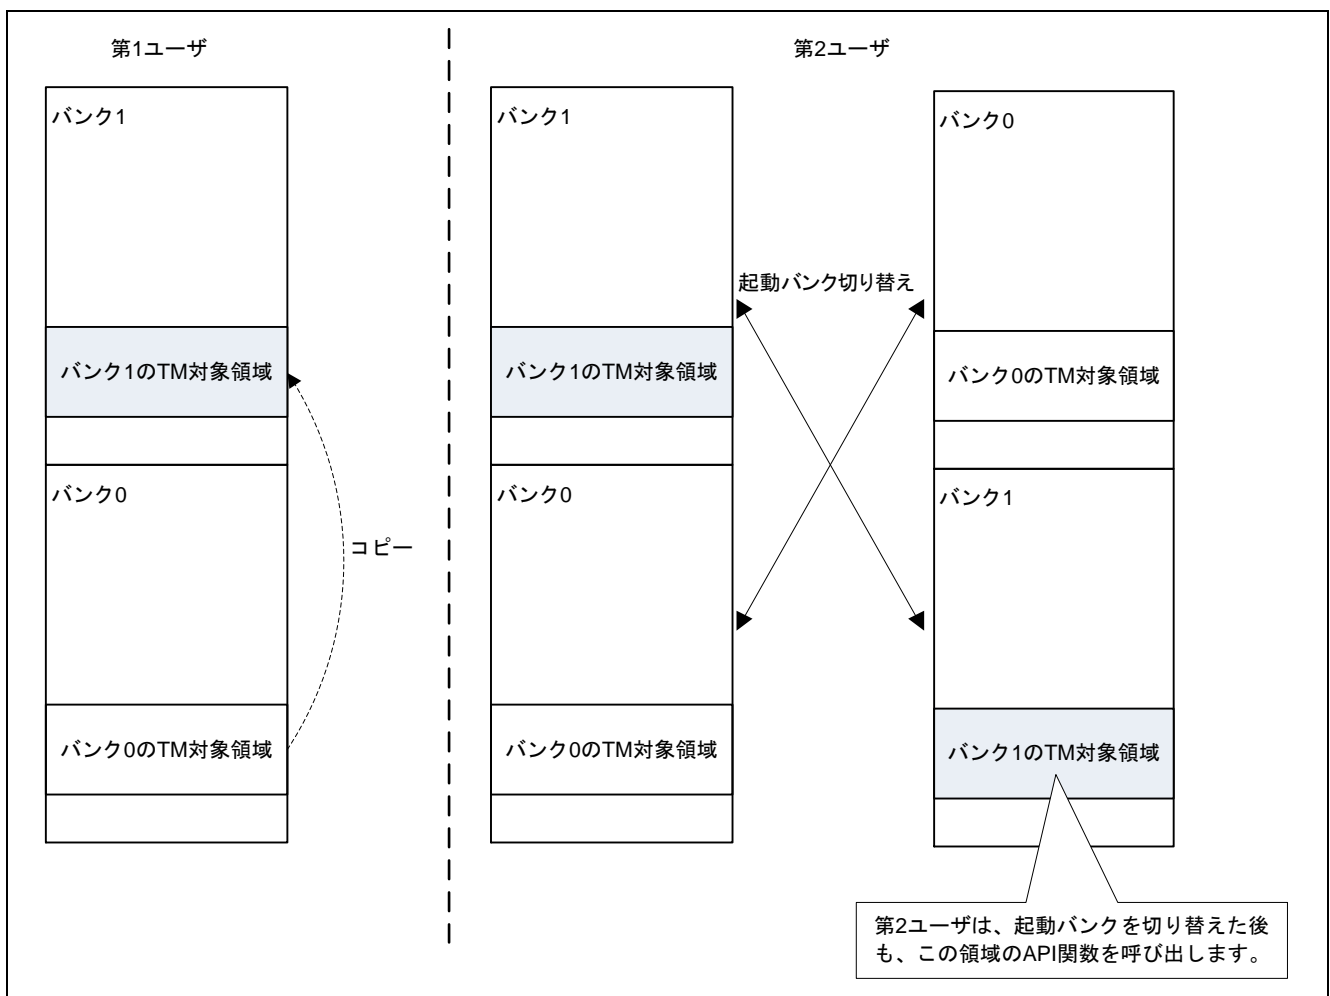 第1ユーザ
バンク1
バンク1のTM対象領域
バンク0
コピー
バンク0のTM対象領域
第2ユーザ
バンク1
バンク1のTM対象領域
バンク0
バンク0のTM対象領域
起動バンク切り替え
バンク0
バンク0のTM対象領域
バンク1
バンク1のTM対象領域
第2ユーザは、起動バンクを切り替えた後
も、この領域のAPI関数を呼び出します。